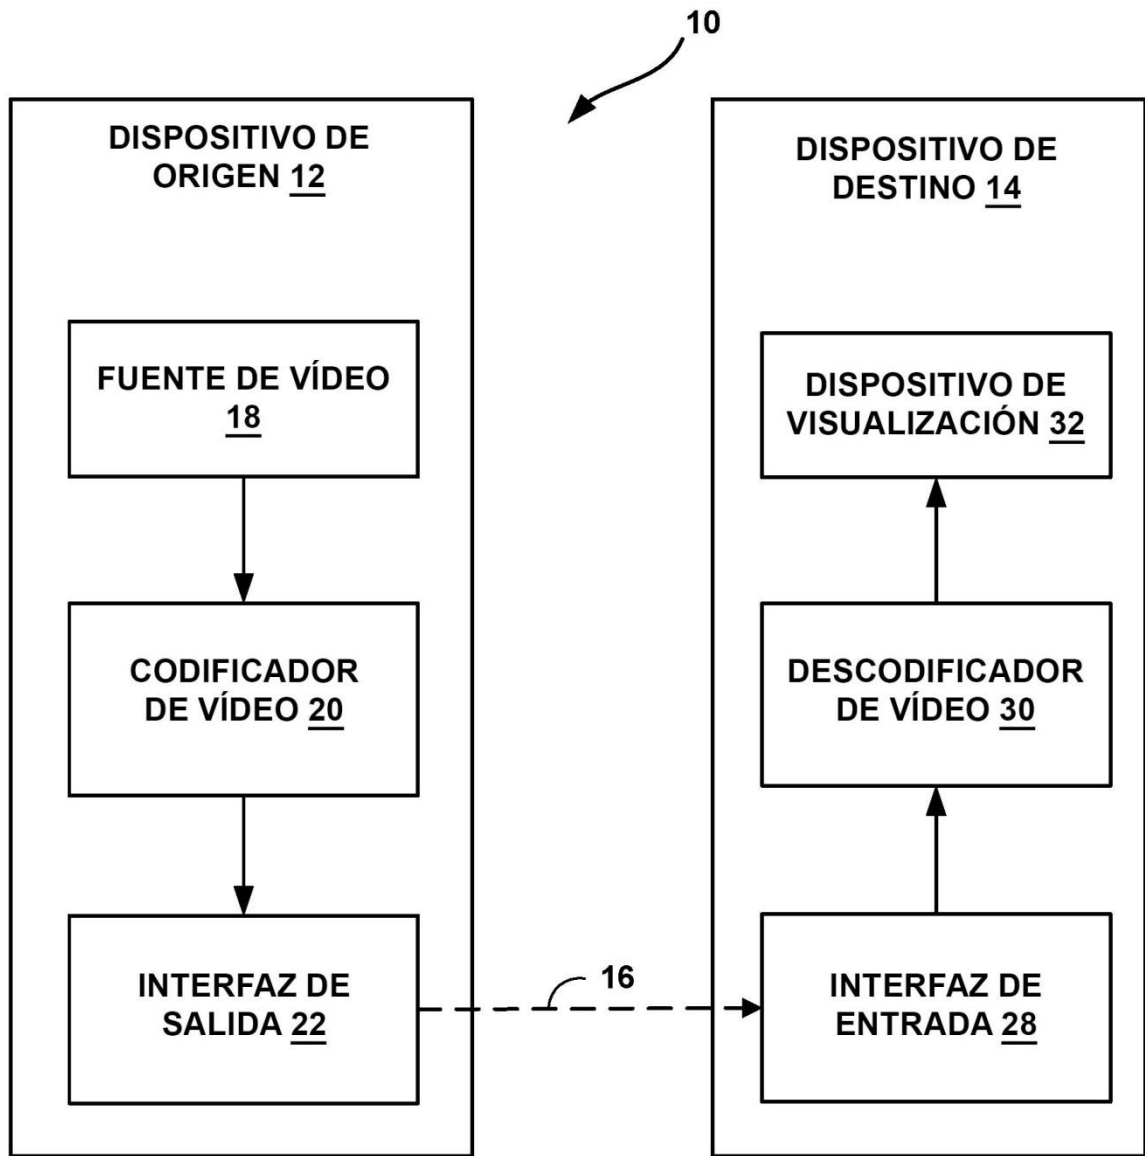 10
DISPOSITIVO DE
ORIGEN 12
FUENTE DE VÍDEO
18
CODIFICADOR
DE VÍDEO 20
INTERFAZ DE
SALIDA 22
16
DISPOSITIVO DE
DESTINO 14
DISPOSITIVO DE
VISUALIZACIÓN 32
DESCODIFICADOR
DE VÍDEO 30
INTERFAZ DE
ENTRADA 28